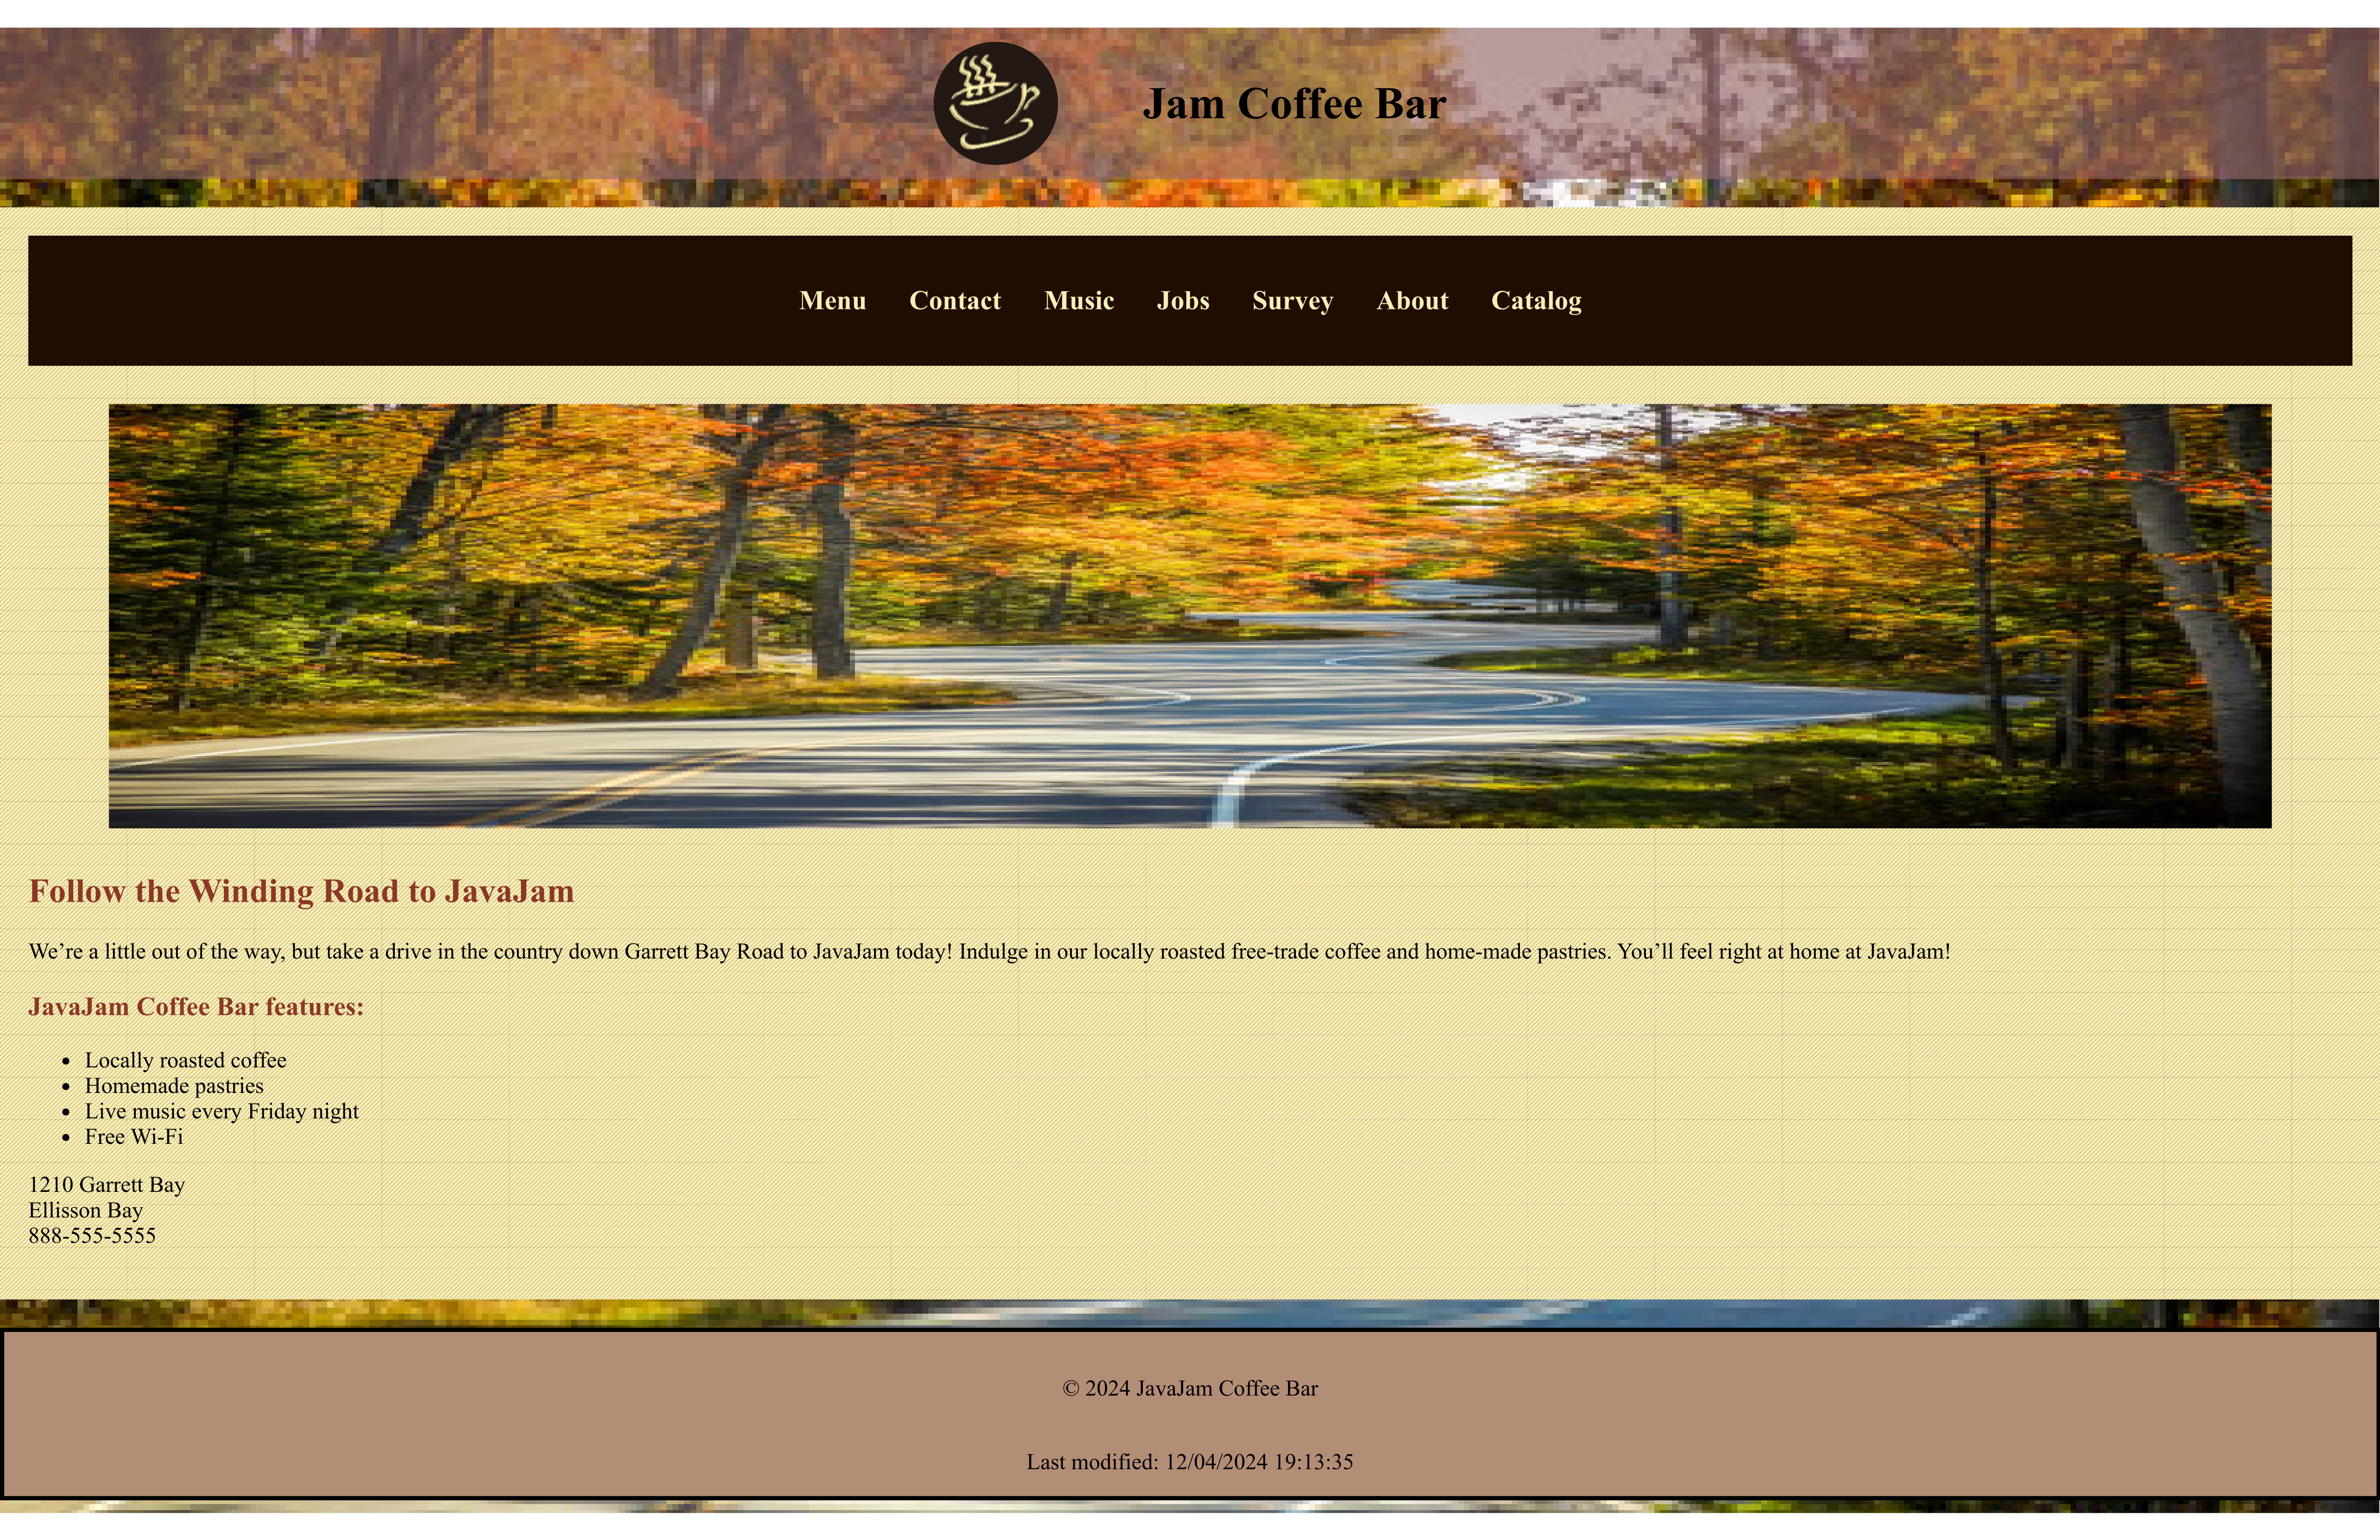 Jam Coffee Bar
Menu Contact Music Jobs Survey About Catalog
Follow the Winding Road to JavaJam
We’re a little out of the way, but take a drive in the country down Garrett Bay Road to JavaJam today! Indulge in our locally roasted free-trade coffee and home-made pastries. You’ll feel right at home at JavaJam!
JavaJam Coffee Bar features:
• Locally roasted coffee
• Homemade pastries
• Live music every Friday night
• Free Wi-Fi
1210 Garrett Bay
Ellisson Bay
888-555-5555
© 2024 JavaJam Coffee Bar
Last modified: 12/04/2024 19:13:35